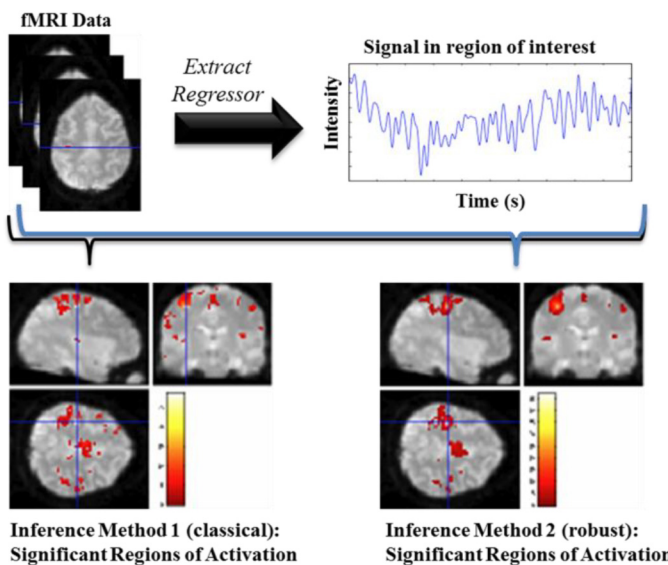 fMRI Data
Extract
Regressor
Signal in region of interest
Intensity
Time (s)
Inference Method 1 (classical):
Significant Regions of Activation
Inference Method 2 (robust):
Significant Regions of Activation